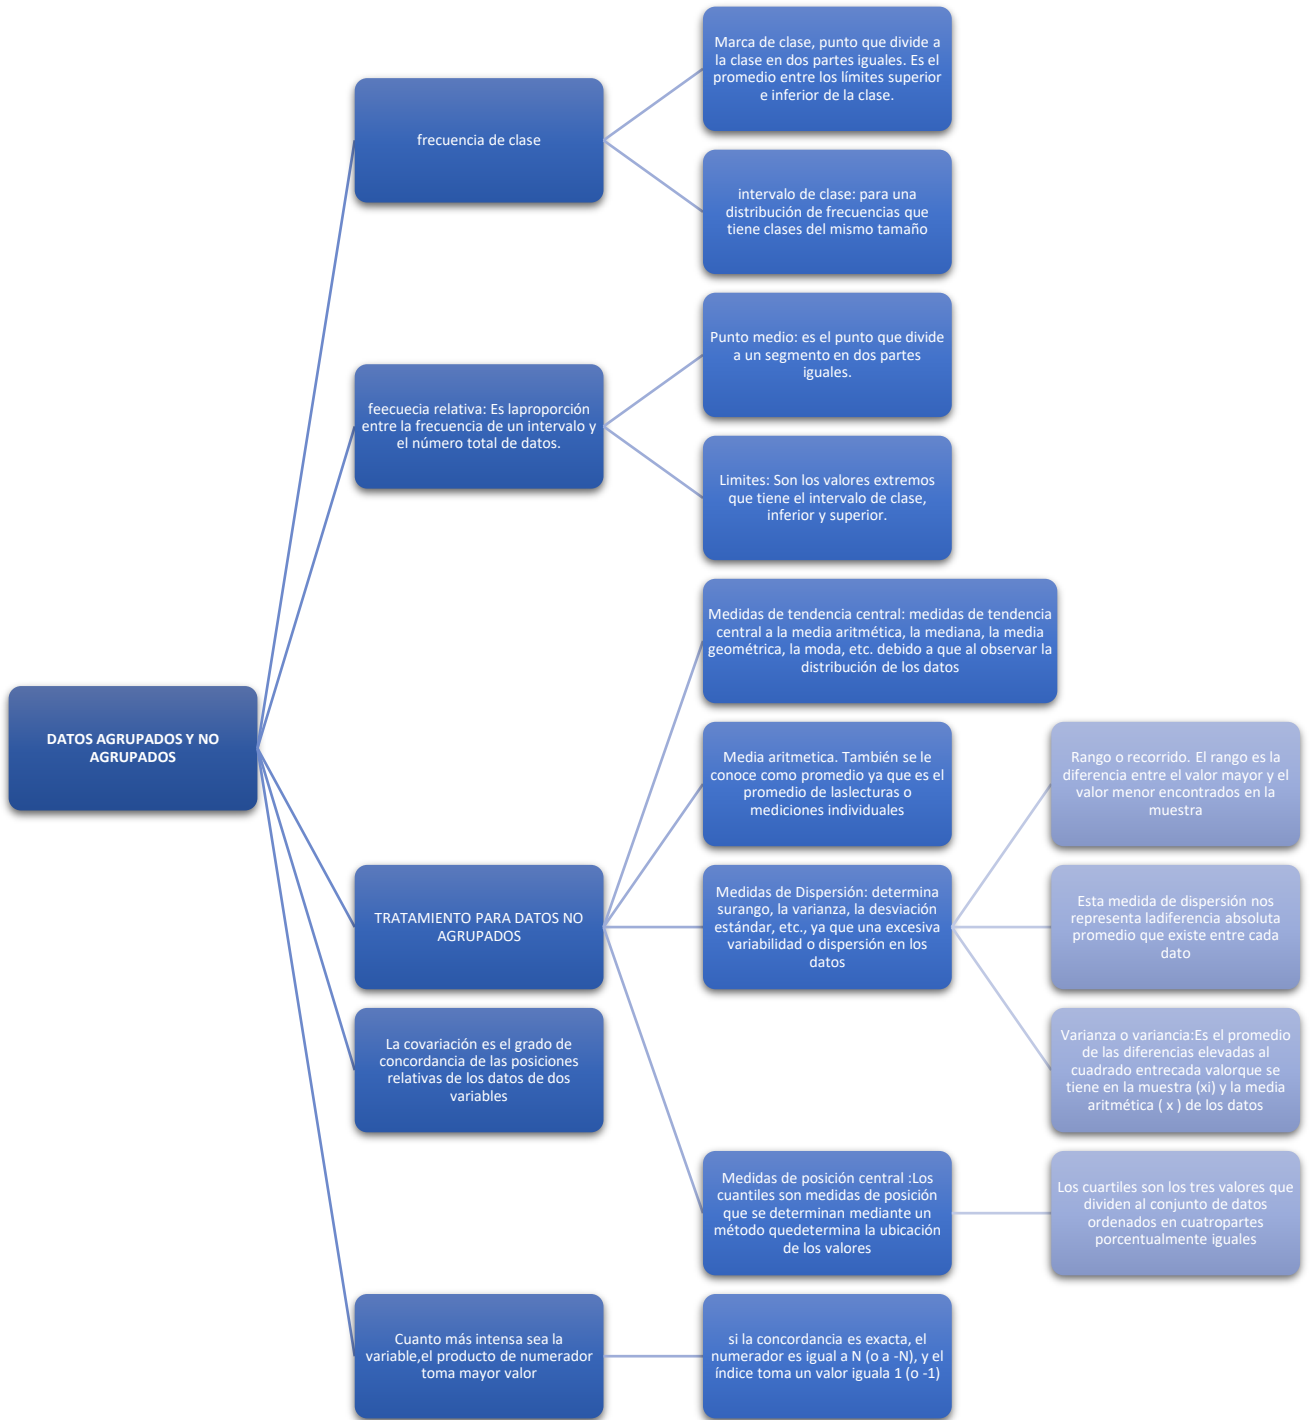 Marca de clase, punto que divide a
la clase en dos partes iguales. Es el
promedio entre los límites superior
e inferior de la clase.
frecuencia de clase
intervalo de clase: para una
distribución de frecuencias que
tiene clases del mismo tamaño
Punto medio: es el punto que divide
a un segmento en dos partes
iguales.
feecuecia relativa: Es laproporción
entre la frecuencia de un intervalo y
el número total de datos.
Limites: Son los valores extremos
que tiene el intervalo de clase,
inferior y superior.
Medidas de tendencia central: medidas de tendencia
central a la media aritmética, la mediana, la media
geométrica, la moda, etc. debido a que al observar la
distribución de los datos
DATOS AGRUPADOS Y NO
AGRUPADOS
Media aritmetica. También se le
conoce como promedio ya que es el
promedio de laslecturas o
mediciones individuales
Rango o recorrido. El rango es la
diferencia entre el valor mayor y el
valor menor encontrados en la
muestra
TRATAMIENTO PARA DATOS NO
AGRUPADOS
Medidas de Dispersión: determina
surango, la varianza, la desviación
estándar, etc., ya que una excesiva
variabilidad o dispersión en los
datos
Esta medida de dispersión nos
representa ladiferencia absoluta
promedio que existe entre cada
dato
La covariación es el grado de
concordancia de las posiciones
relativas de los datos de dos
variables
Varianza o variancia:Es el promedio
de las diferencias elevadas al
cuadrado entrecada valorque se
tiene en la muestra (xi) y la media
aritmética ( x ) de los datos
Medidas de posición central :Los
cuantiles son medidas de posición
que se determinan mediante un
método quedetermina la ubicación
de los valores
Los cuartiles son los tres valores que
dividen al conjunto de datos
ordenados en cuatropartes
porcentualmente iguales
Cuanto más intensa sea la
variable,el producto de numerador
toma mayor valor
si la concordancia es exacta, el
numerador es igual a N (o a -N), y el
índice toma un valor iguala 1 (o -1)